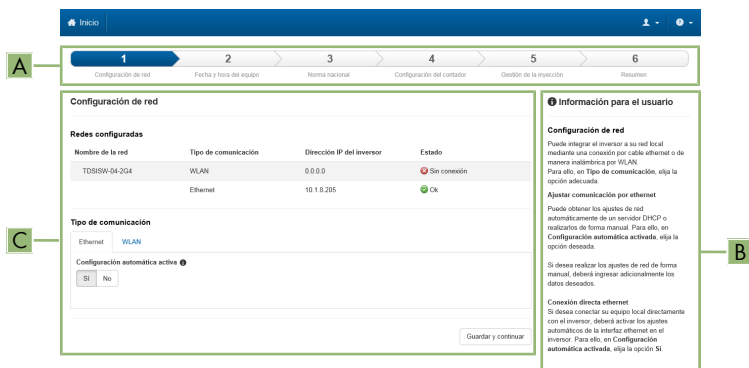 Inicio
A
1 2 3 4 5 6
Configuración de red Fecha y hora del equipo Norma nacional Configuración del contador Gestión de la inyección Resumen
Configuración de red
Redes configuradas
Nombre de la red Tipo de comunicación Dirección IP del inversor Estado
TDSISW-04-2G4 WLAN 0.0.0.0 Sin conexión
Ethernet 10.1.8.205 Ok
C
Tipo de comunicación
Ethernet WLAN
Configuración automática activa
Sí No
Guardar y continuar
Información para el usuario
Configuración de red
Puede integrar el inversor a su red local
mediante una conexión por cable ethernet o de
manera inalámbrica por WLAN.
Para ello, en Tipo de comunicación, elija la
opción adecuada.
Ajustar comunicación por ethernet
Puede obtener los ajustes de red
automáticamente de un servidor DHCP o
realizarlos de forma manual. Para ello, en
Configuración automática activada, elija la
opción deseada.
Si desea realizar los ajustes de red de forma
manual, deberá ingresar adicionalmente los
datos deseados.
Conexión directa ethernet
Si desea conectar su equipo local directamente
con el inversor, deberá activar los ajustes
automáticos de la interfaz ethernet en el
inversor. Para ello, en Configuración
automática activada, elija la opción Sí.
B